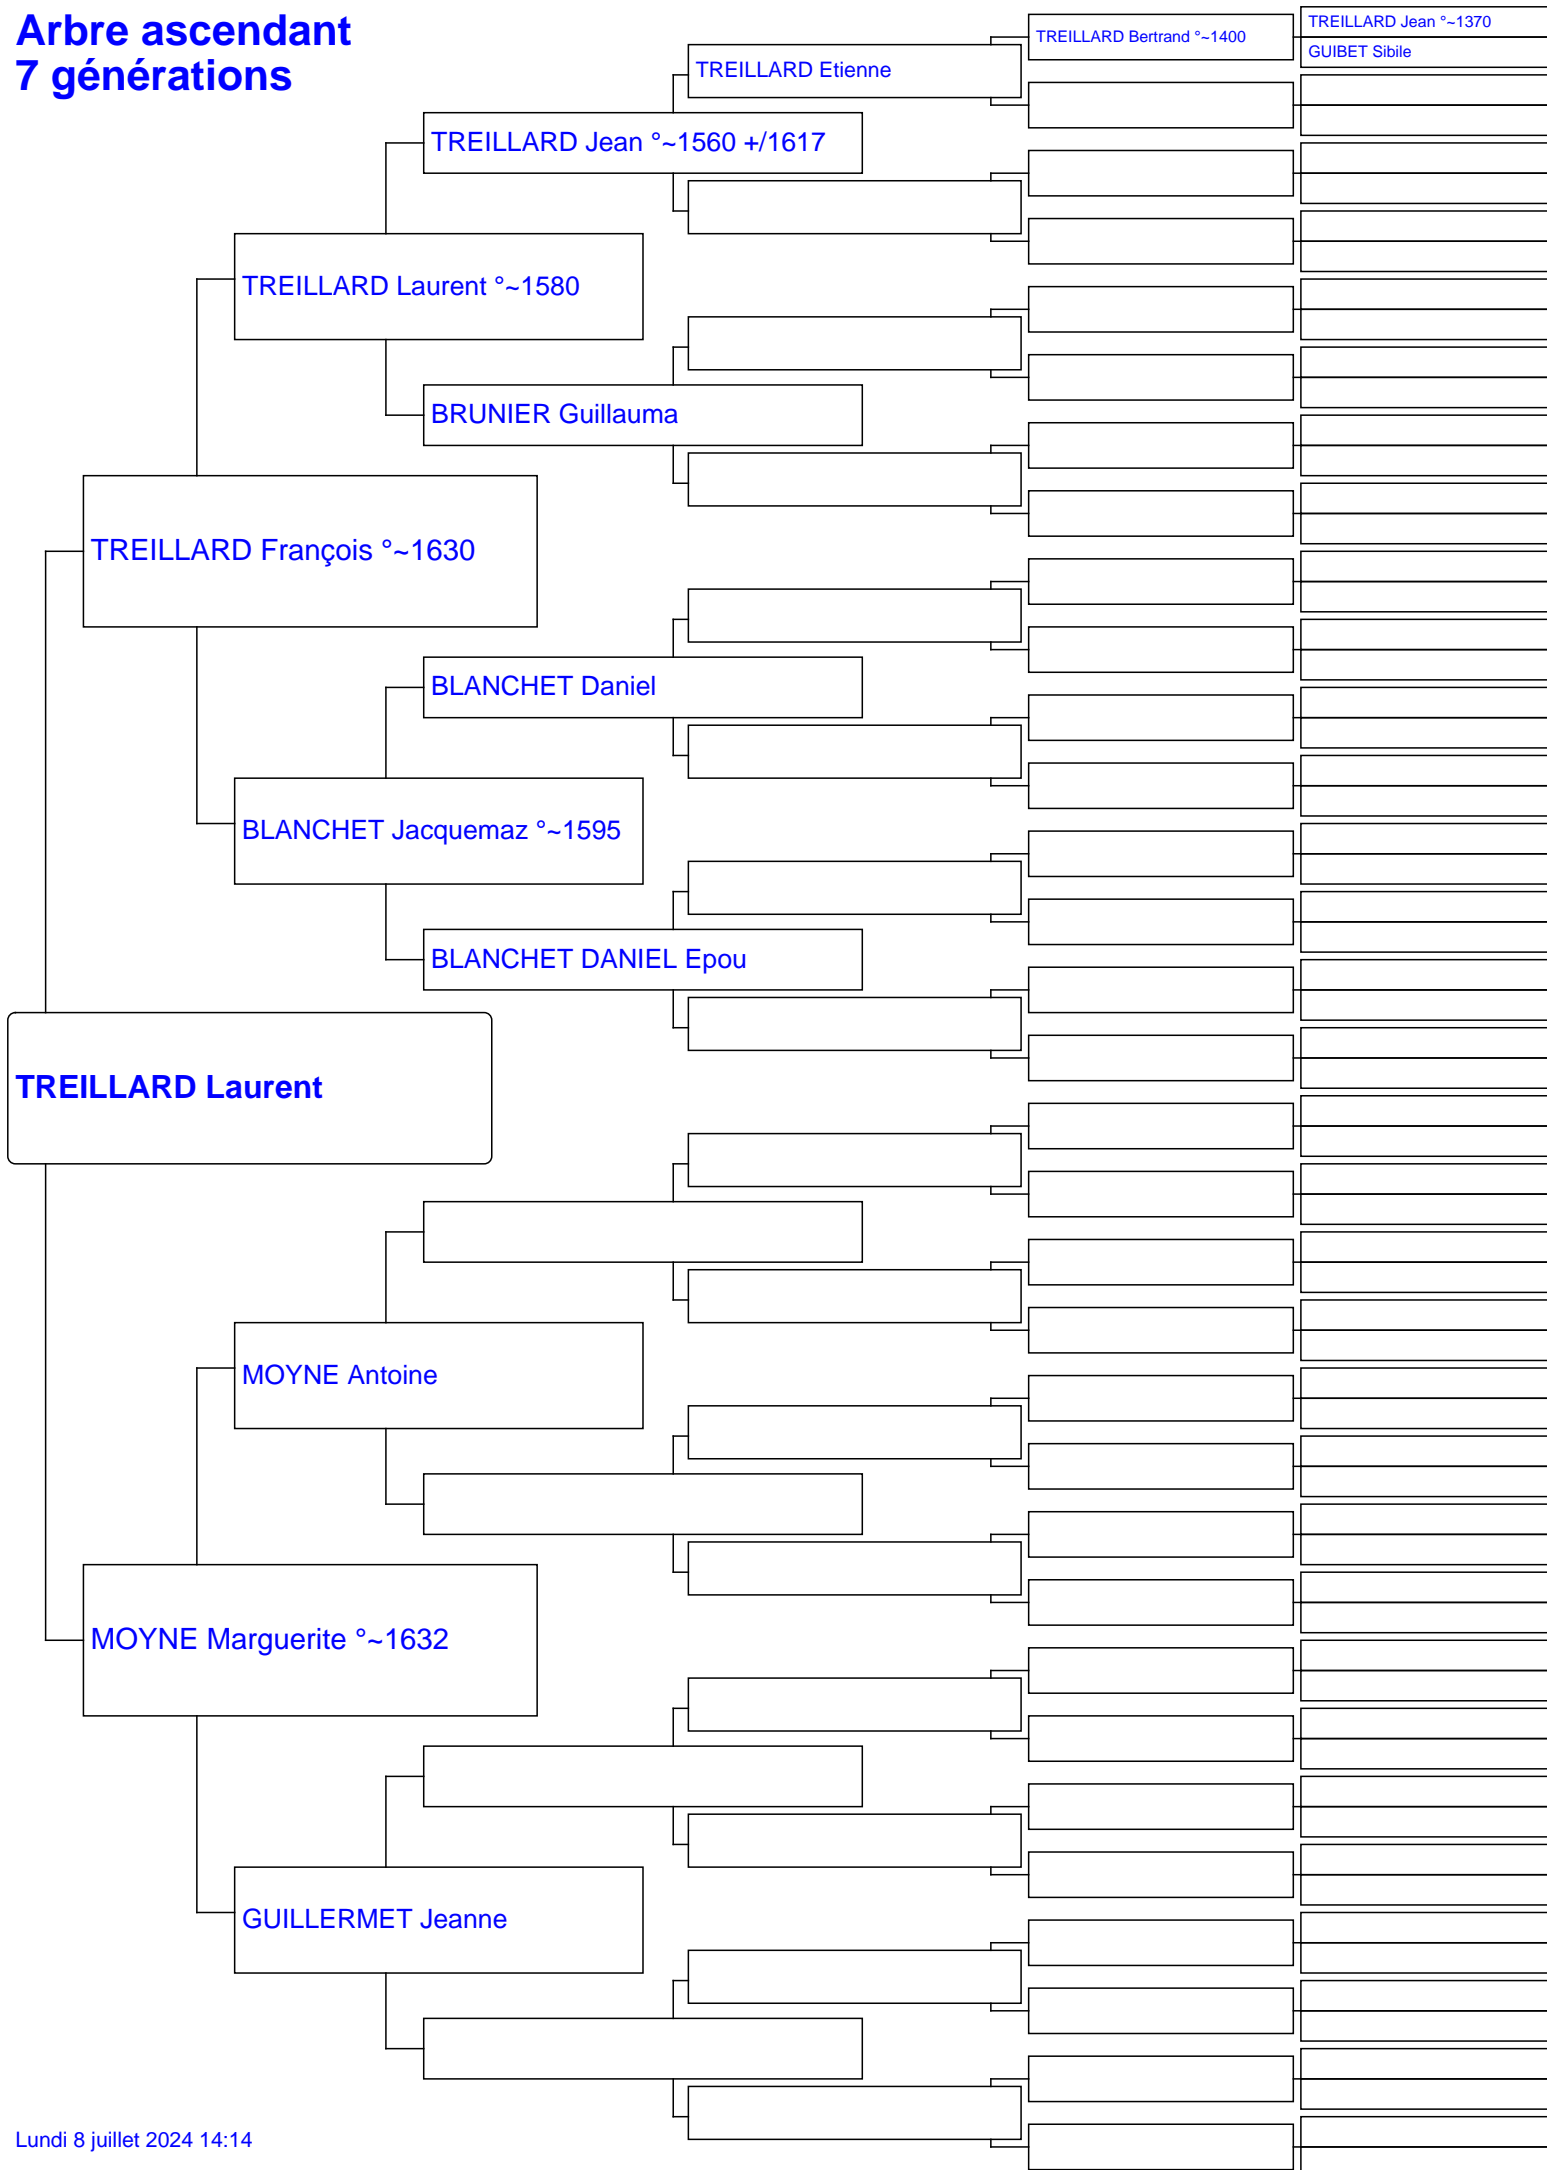 Arbre ascendant
7 générations
TREILLARD Jean °~1370
GUIBET Sibile
TREILLARD Bertrand °~1400
TREILLARD Etienne
TREILLARD Jean °~1560 +/1617
TREILLARD Laurent °~1580
BRUNIER Guillauma
TREILLARD François °~1630
BLANCHET Daniel
BLANCHET Jacquemaz °~1595
BLANCHET DANIEL Epou
TREILLARD Laurent
MOYNE Antoine
MOYNE Marguerite °~1632
GUILLERMET Jeanne
Lundi 8 juillet 2024 14:14